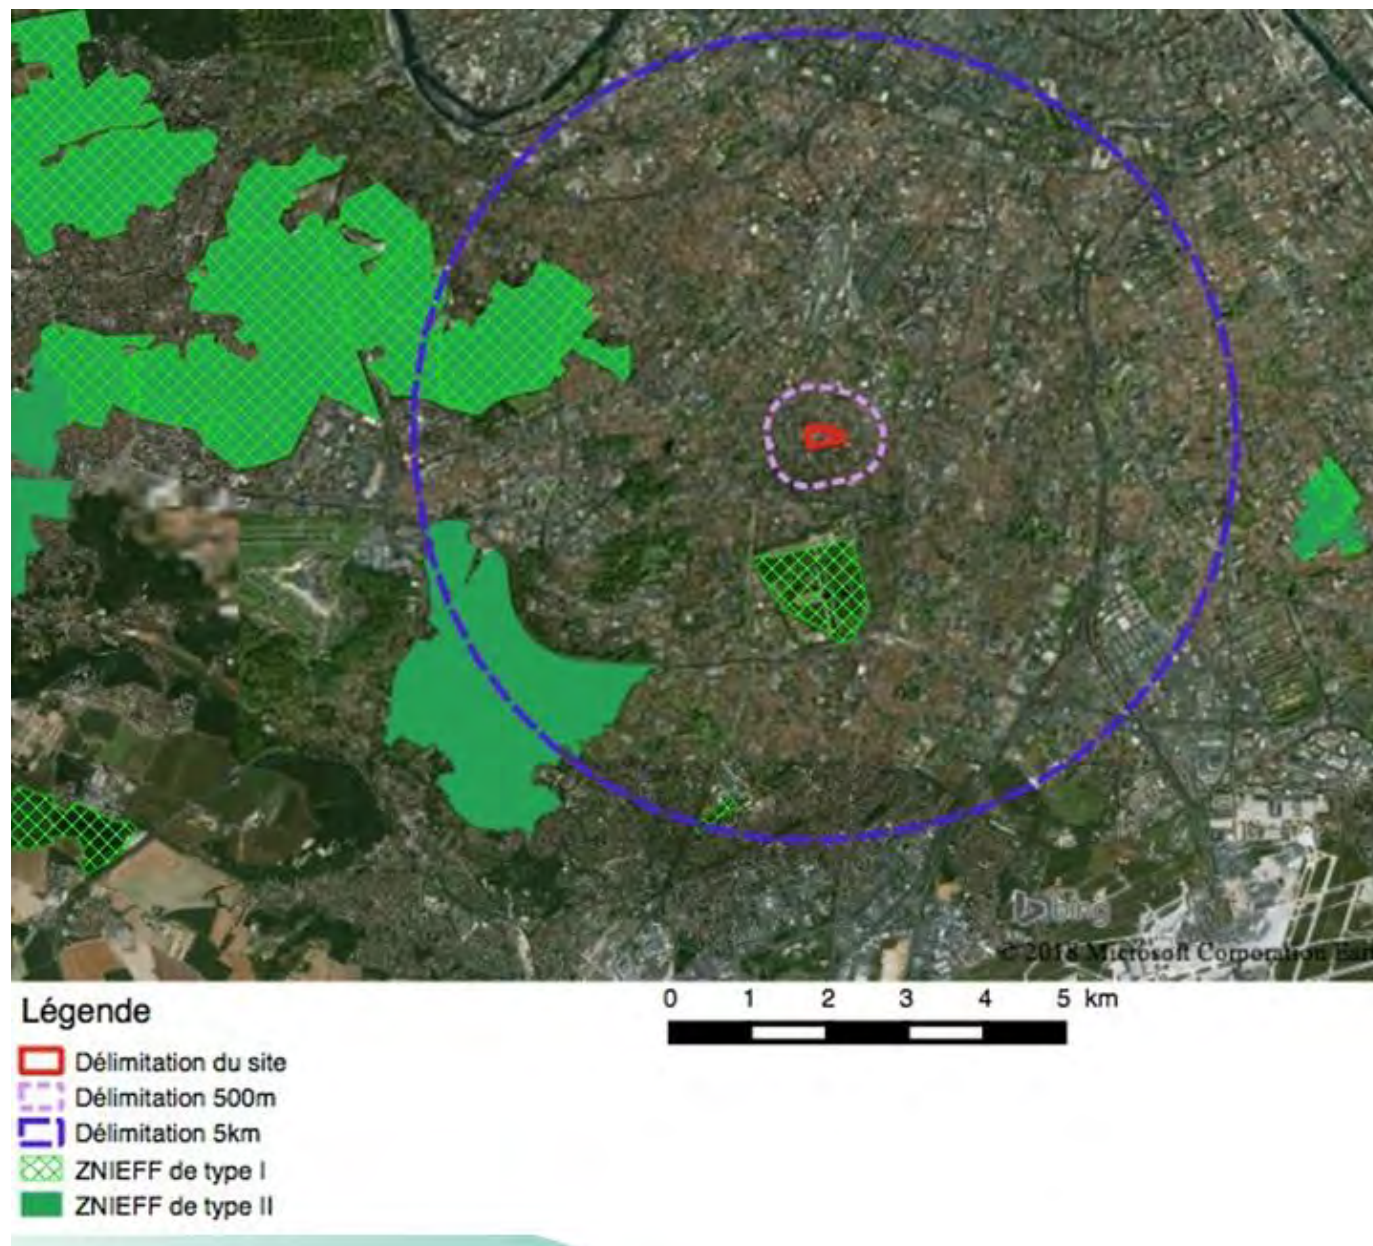 bing
© 2018 Microsoft Corporation Ear
Légende
0 1 2 3 4 5 km
Délimitation du site
Délimitation 500m
Délimitation 5km
ZNIEFF de type I
ZNIEFF de type II